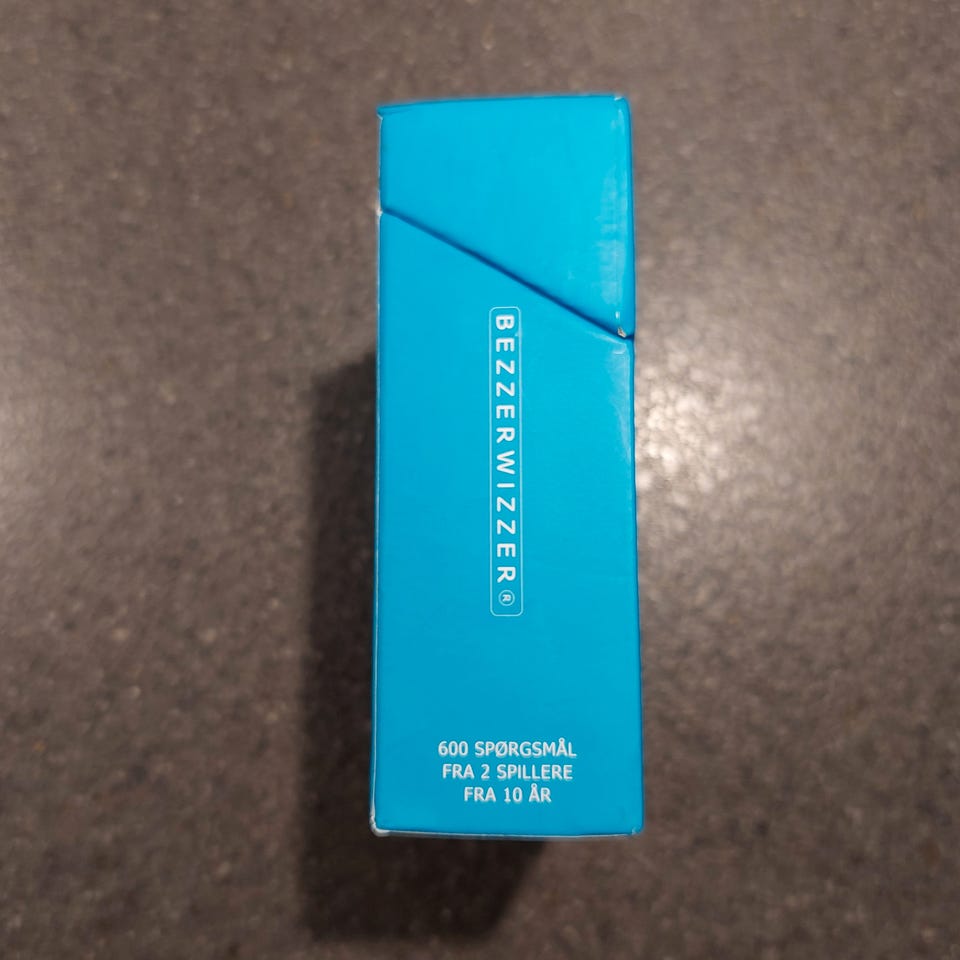 BEZZERWIZZER®
600 SPØRGSMÅL
FRA 2 SPILLERE
FRA 10 ÅR